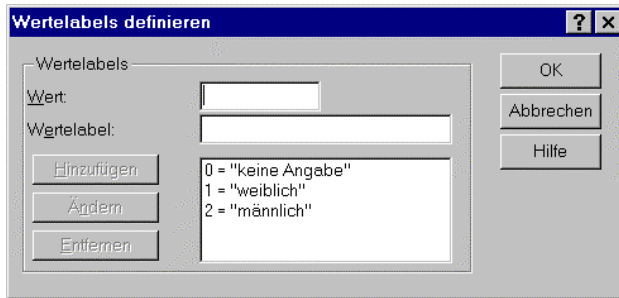 Wertelabels definieren
Wertelabels
Wert:
Wertelabel:
Hinzufügen
Ändern
Entfernen
0 = "keine Angabe"
1 = "weiblich"
2 = "männlich"
OK
Abbrechen
Hilfe